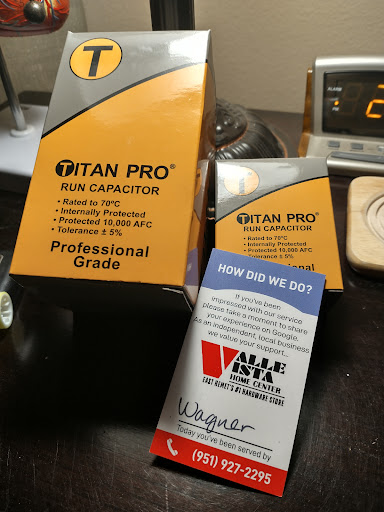 T
TITAN PRO®
RUN CAPACITOR
• Rated to 70ºC
• Internally Protected
• Protected 10,000 AFC
• Tolerance ± 5%
Professional
Grade
TITAN PRO®
RUN CAPACITOR
• Rated to 70ºC
• Internally Protected
• Protected 10,000 AFC
• Tolerance ± 5%
Professional
ALARM
HOW DID WE DO?
If you've been
impressed with our service
please take a moment to share
your experience on Google.
As an independent, local business
we value your support...
VALLE
VISTA
HOME CENTER
EAST HEMET'S #1 HARDWARE STORE
Wagner
Today you've been served by
(951) 927-2295